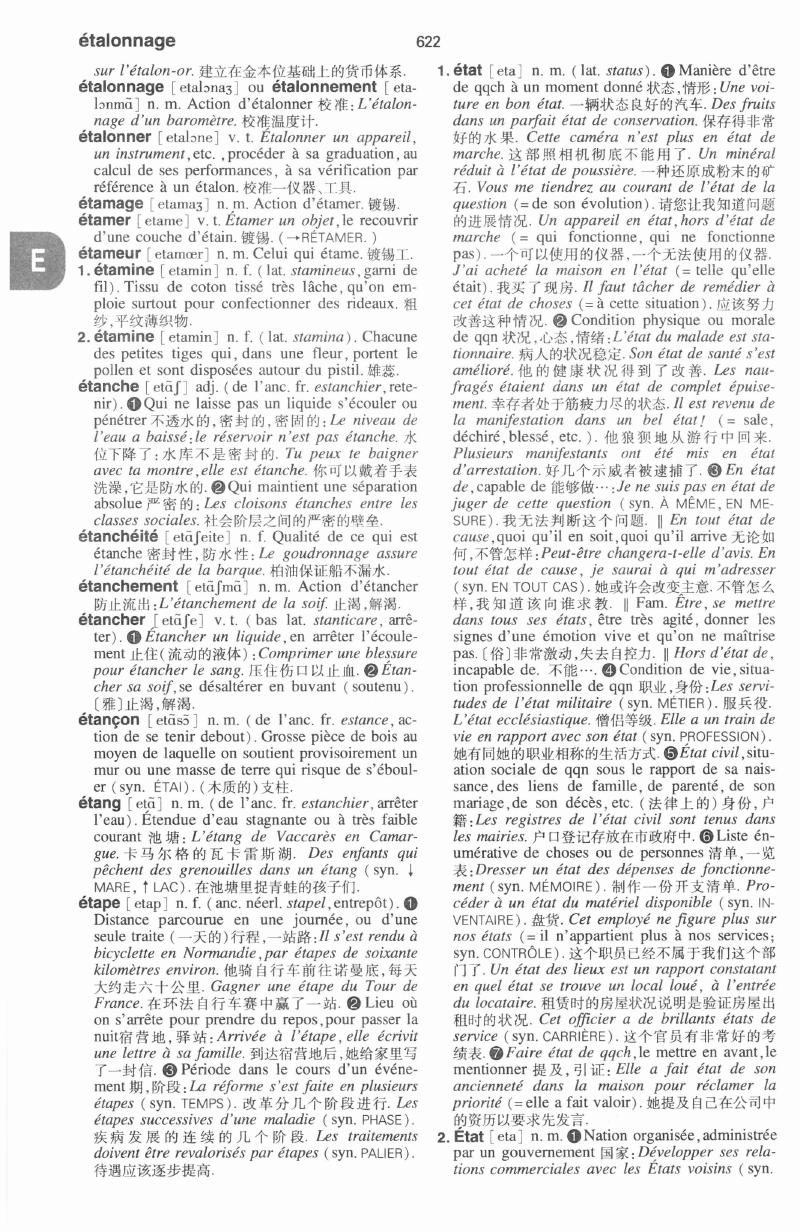 étalonnage
622
sur l'étalon-or. 建立在金本位基础上的货币体系.
étalonnage [etalɔnaʒ] ou étalonnement [eta-
lɔnmɑ̃] n. m. Action d'étalonner 校准:L'étalon-
nage d'un baromètre. 校准温度计.
étalonner [etalɔne] v. t. Étalonner un appareil,
un instrument,etc. ,procéder à sa graduation,au
calcul de ses performances, à sa vérification par
référence à un étalon. 校准一仪器、工具.
étamage [etamaʒ] n. m. Action d'étamer. 镀锡.
étamer [etame] v. t. Étamer un objet,le recouvrir
d'une couche d'étain. 镀锡. (→RÉTAMER. )
étameur [etamœr] n. m. Celui qui étame. 镀锡工.
1. étamine [etamin] n. f. ( lat. stamineus,garni de
fil). Tissu de coton tissé très lâche,qu'on em-
ploie surtout pour confectionner des rideaux. 粗
纱,平纹薄织物.
2. étamine [etamin] n. f. ( lat. stamina). Chacune
des petites tiges qui, dans une fleur, portent le
pollen et sont disposées autour du pistil. 雄蕊.
étanche [etɑ̃ʃ] adj. ( de l'anc. fr. estanchier,rete-
nir). ❶Qui ne laisse pas un liquide s'écouler ou
pénétrer 不透水的,密封的,密固的: Le niveau de
l'eau a baissé:le réservoir n'est pas étanche. 水
位下降了:水库不是密封的. Tu peux te baigner
avec ta montre,elle est étanche. 你可以戴着手表
洗澡,它是防水的. ❷Qui maintient une séparation
absolue 严密的: Les cloisons étanches entre les
classes sociales. 社会阶层之间的严密的壁垒.
étanchéité [etɑ̃ʃeite] n. f. Qualité de ce qui est
étanche 密封性,防水性: Le goudronnage assure
l'étanchéité de la barque. 柏油保证船不漏水.
étanchement [etɑ̃ʃmɑ̃] n. m. Action d'étancher
防止流出:L'étanchement de la soif. 止渴,解渴.
étancher [etɑ̃ʃe] v. t. ( bas lat. stanticare, arrê-
ter). ❶ Étancher un liquide,en arrêter l'écoule-
ment 止住(流动的液体):Comprimer une blessure
pour étancher le sang. 压住伤口以止血. ❷Étan-
cher sa soif,se désaltérer en buvant ( soutenu).
〔雅〕止渴,解渴.
étançon [etɑ̃sɔ̃] n. m. ( de l'anc. fr. estance,ac-
tion de se tenir debout). Grosse pièce de bois au
moyen de laquelle on soutient provisoirement un
mur ou une masse de terre qui risque de s'éboul-
er ( syn. ÉTAI). (木质的)支柱.
étang [etɑ̃] n. m. ( de l'anc. fr. estanchier,arrêter
l'eau). Étendue d'eau stagnante ou à très faible
courant 池塘: L'étang de Vaccarès en Camar-
gue. 卡马尔格的瓦卡雷斯湖. Des enfants qui
pêchent des grenouilles dans un étang ( syn. ↓
MARE, ↑ LAC). 在池塘里捉青蛙的孩子们.
étape [etap] n. f. ( anc. néerl. stapel,entrepôt). ❶
Distance parcourue en une journée, ou d'une
seule traite (一天的)行程,一站路:Il s'est rendu à
bicyclette en Normandie,par étapes de soixante
kilomètres environ. 他骑自行车前往诺曼底,每天
大约走六十公里. Gagner une étape du Tour de
France. 在环法自行车赛中赢了一站. ❷ Lieu où
on s'arrête pour prendre du repos,pour passer la
nuit宿营地,驿站: Arrivée à l'étape, elle écrivit
une lettre à sa famille. 到达宿营地后,她给家里写
了一封信. ❸ Période dans le cours d'un événe-
ment 期,阶段:La réforme s'est faite en plusieurs
étapes ( syn. TEMPS). 改革分几个阶段进行. Les
étapes successives d'une maladie ( syn. PHASE).
疾病发展的连续的几个阶段. Les traitements
doivent être revalorisés par étapes ( syn. PALIER).
待遇应该逐步提高.
1. état [eta] n. m. ( lat. status). ❶ Manière d'être
de qqch à un moment donné 状态,情形:Une voi-
ture en bon état. 一辆状态良好的汽车. Des fruits
dans un parfait état de conservation. 保存得非常
好的水果. Cette caméra n'est plus en état de
marche. 这部照相机彻底不能用了. Un minéral
réduit à l'état de poussière. 一种还原成粉末的矿
石. Vous me tiendrez au courant de l'état de la
question (=de son évolution). 请您让我知道问题
的进展情况. Un appareil en état,hors d'état de
marche ( = qui fonctionne, qui ne fonctionne
pas). 一个可以使用的仪器,一个无法使用的仪器.
J'ai acheté la maison en l'état (= telle qu'elle
était). 我买了现房. Il faut tâcher de remédier à
cet état de choses (=à cette situation). 应该努力
改善这种情况. ❷ Condition physique ou morale
de qqn 状况,心态,情绪:L'état du malade est sta-
tionnaire. 病人的状况稳定. Son état de santé s'est
amélioré. 他的健康状况得到了改善. Les nau-
fragés étaient dans un état de complet épuise-
ment. 幸存者处于筋疲力尽的状态. Il est revenu de
la manifestation dans un bel état! ( = sale,
déchiré,blessé, etc. ). 他狼狈地从游行中回来.
Plusieurs manifestants ont été mis en état
d'arrestation. 好几个示威者被逮捕了. ❸ En état
de,capable de 能够做…:Je ne suis pas en état de
juger de cette question ( syn. À MÊME, EN ME-
SURE). 我无法判断这个问题. ‖ En tout état de
cause,quoi qu'il en soit,quoi qu'il arrive 无论如
何,不管怎样:Peut-être changera-t-elle d'avis. En
tout état de cause, je saurai à qui m'adresser
( syn. EN TOUT CAS). 她或许会改变主意. 不管怎么
样,我知道该向谁求教. ‖ Fam. Être, se mettre
dans tous ses états, être très agité, donner les
signes d'une émotion vive et qu'on ne maîtrise
pas.〔俗〕非常激动,失去自控力. ‖ Hors d'état de,
incapable de. 不能…. ❹ Condition de vie,situa-
tion professionnelle de qqn 职业,身份:Les servi-
tudes de l'état militaire ( syn. MÉTIER). 服兵役.
L'état ecclésiastique. 僧侣等级. Elle a un train de
vie en rapport avec son état ( syn. PROFESSION).
她有同她的职业相称的生活方式. ❺État civil,situ-
ation sociale de qqn sous le rapport de sa nais-
sance,des liens de famille, de parenté, de son
mariage,de son décès, etc. (法律上的)身份,户
籍:Les registres de l'état civil sont tenus dans
les mairies. 户口登记存放在市政府中. ❻Liste én-
umérative de choses ou de personnes 清单,一览
表:Dresser un état des dépenses de fonctionne-
ment ( syn. MÉMOIRE). 制作一份开支清单. Pro-
céder à un état du matériel disponible ( syn. IN-
VENTAIRE). 盘货. Cet employé ne figure plus sur
nos états (= il n'appartient plus à nos services;
syn. CONTRÔLE). 这个职员已经不属于我们这个部
门了. Un état des lieux est un rapport constatant
en quel état se trouve un local loué, à l'entrée
du locataire. 租赁时的房屋状况说明是验证房屋出
租时的状况. Cet officier a de brillants états de
service ( syn. CARRIÈRE). 这个官员有非常好的考
绩表. ❼Faire état de qqch,le mettre en avant,le
mentionner 提及,引证: Elle a fait état de son
ancienneté dans la maison pour réclamer la
priorité (=elle a fait valoir). 她提及自己在公司中
的资历以要求先发言.
2. État [eta] n. m. ❶Nation organisée,administrée
par un gouvernement 国家:Développer ses rela-
tions commerciales avec les États voisins ( syn.
E